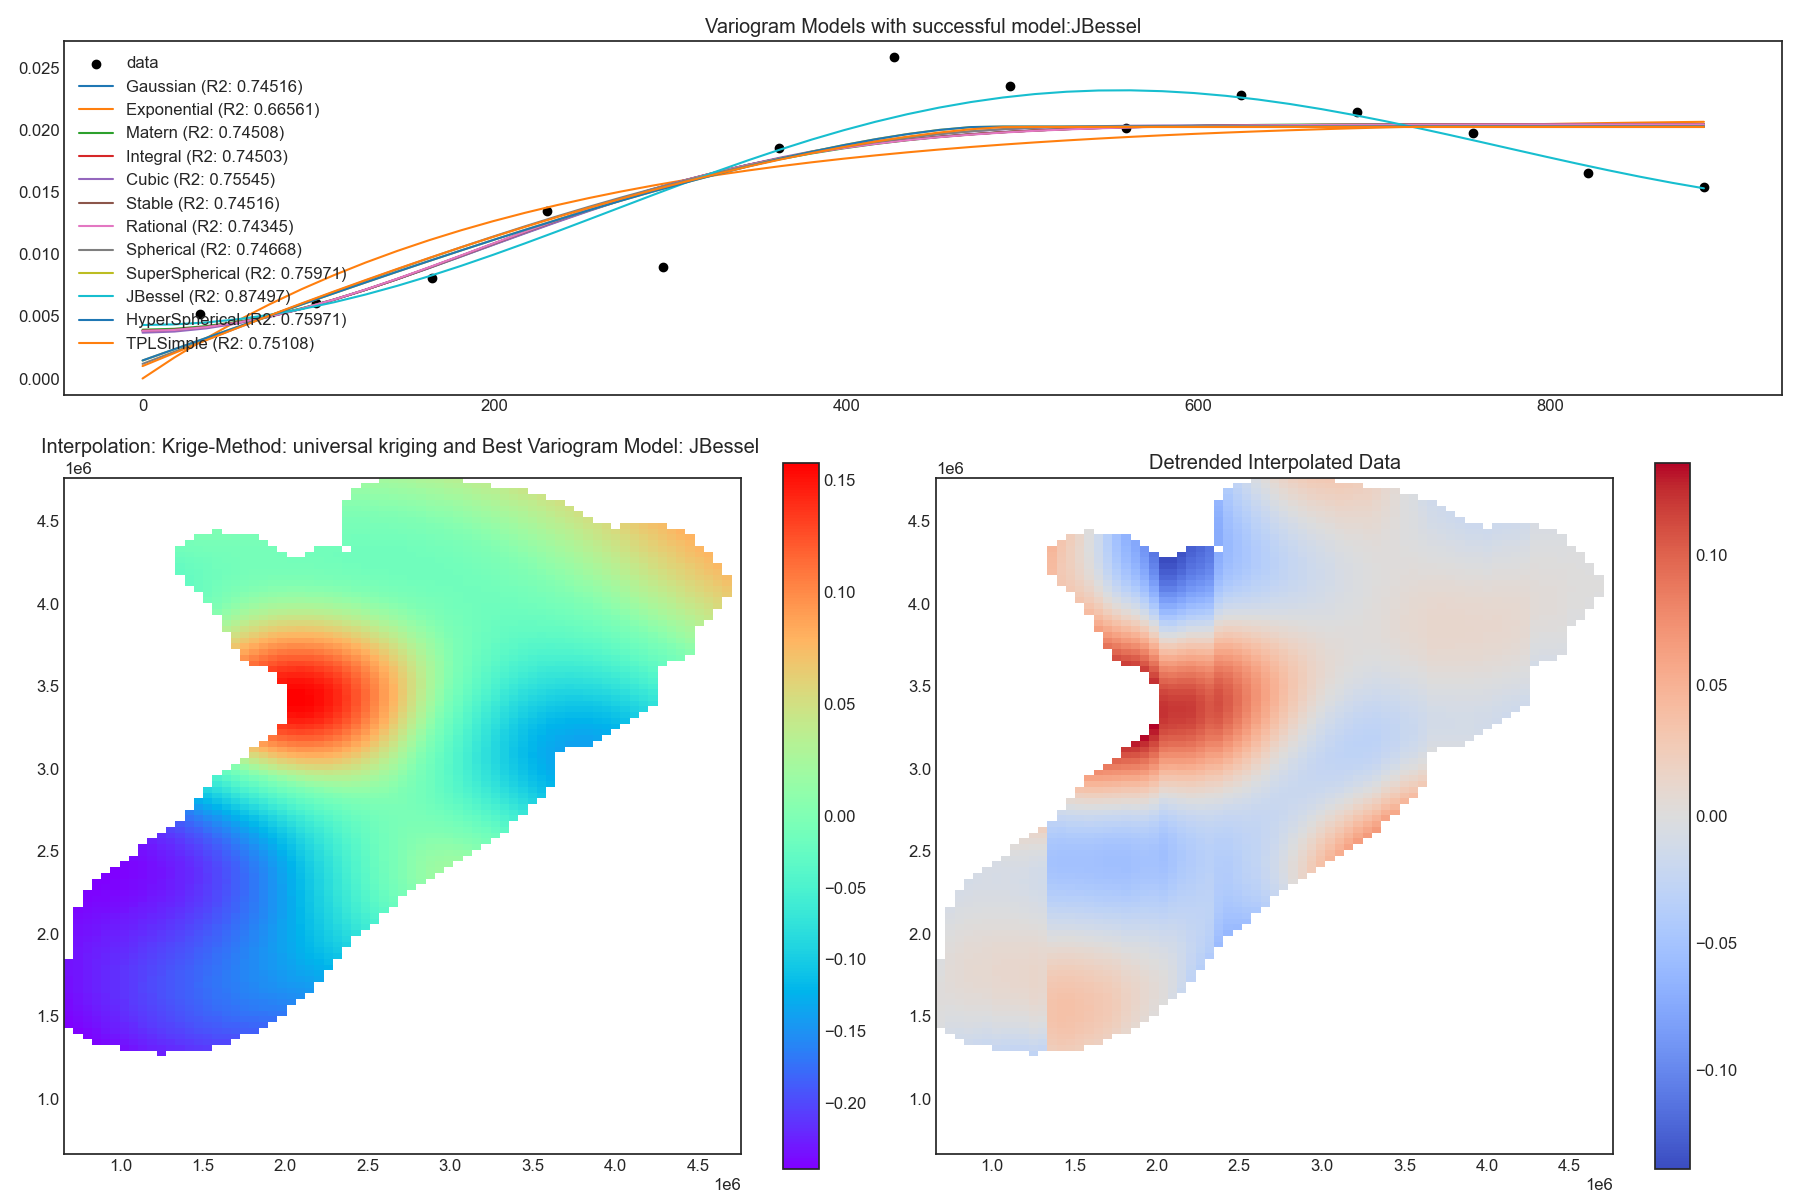 Variogram Models with successful model:JBessel
0.025
0.020
0.015
0.010
0.005
0.000
data
Gaussian (R2: 0.74516)
Exponential (R2: 0.66561)
Matern (R2: 0.74508)
Integral (R2: 0.74503)
Cubic (R2: 0.75545)
Stable (R2: 0.74516)
Rational (R2: 0.74345)
Spherical (R2: 0.74668)
SuperSpherical (R2: 0.75971)
JBessel (R2: 0.87497)
HyperSpherical (R2: 0.75971)
TPLSimple (R2: 0.75108)
0 200 400 600 800
Interpolation: Krige-Method: universal kriging and Best Variogram Model: JBessel
1e6
4.5
4.0
3.5
3.0
2.5
2.0
1.5
1.0
1.0 1.5 2.0 2.5 3.0 3.5 4.0 4.5
1e6
0.15
0.10
0.05
0.00
−0.05
−0.10
−0.15
−0.20
Detrended Interpolated Data
1e6
4.5
4.0
3.5
3.0
2.5
2.0
1.5
1.0
1.0 1.5 2.0 2.5 3.0 3.5 4.0 4.5
1e6
0.10
0.05
0.00
−0.05
−0.10